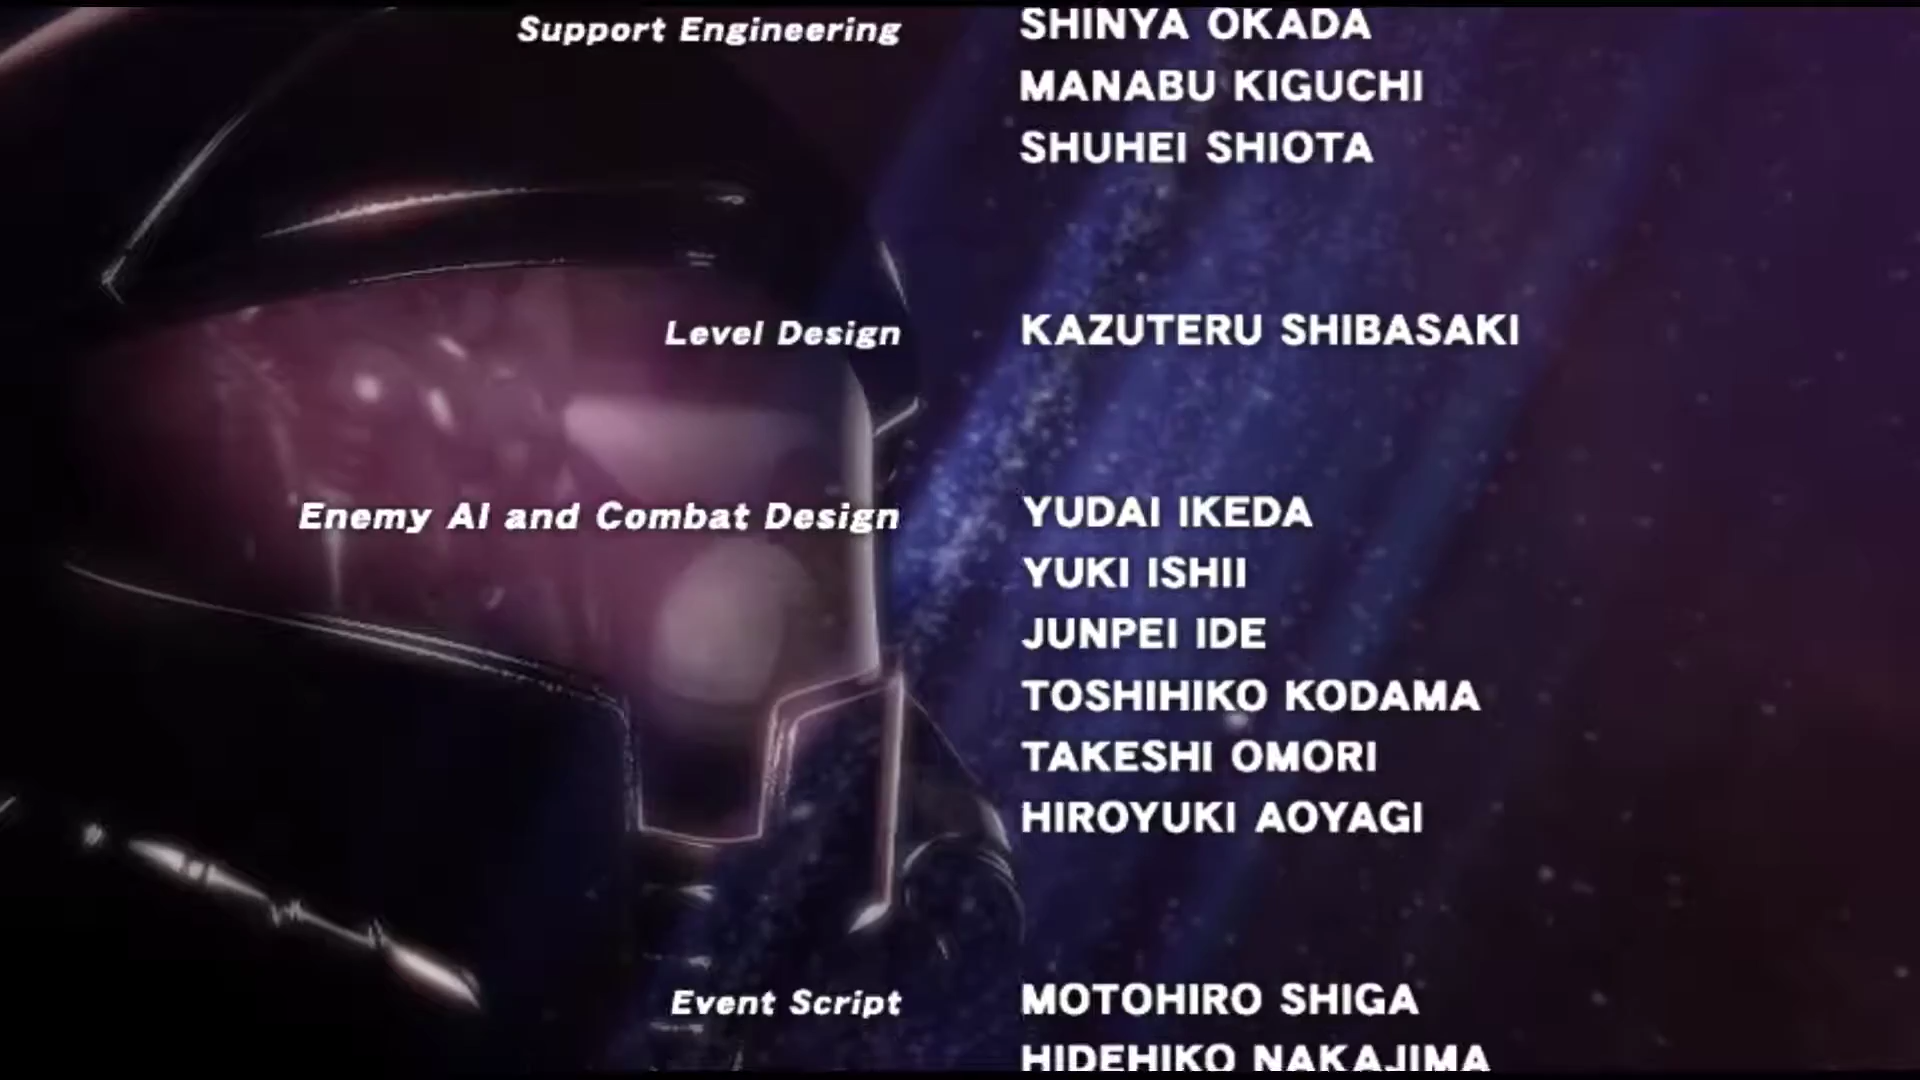 Support Engineering SHINYA OKADA
MANABU KIGUCHI
SHUHEI SHIOTA
Level Design KAZUTERU SHIBASAKI
Enemy AI and Combat Design YUDAI IKEDA
YUKI ISHII
JUNPEI IDE
TOSHIHIKO KODAMA
TAKESHI OMORI
HIROYUKI AOYAGI
Event Script MOTOHIRO SHIGA
HIDEHIKO NAKAJIMA